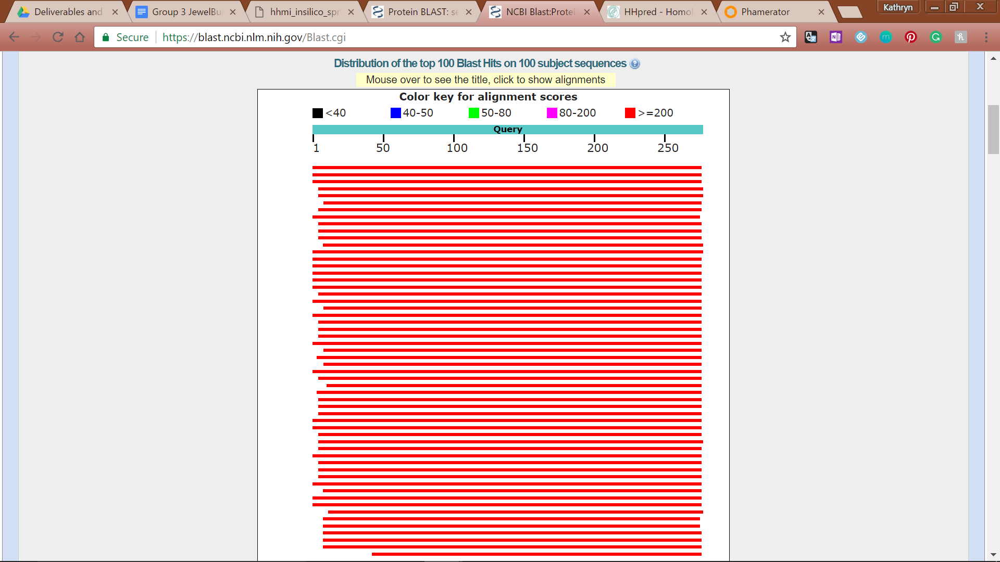 Deliverables and
Group 3 JewelBu
hhmi_insilico_spr
Protein BLAST: se
NCBI Blast:Protei
HHpred - Homol
Phamerator
Kathryn
Secure
https://blast.ncbi.nlm.nih.gov/Blast.cgi
Distribution of the top 100 Blast Hits on 100 subject sequences
Mouse over to see the title, click to show alignments
Color key for alignment scores
<40 40-50 50-80 80-200 >=200
Query
1 50 100 150 200 250